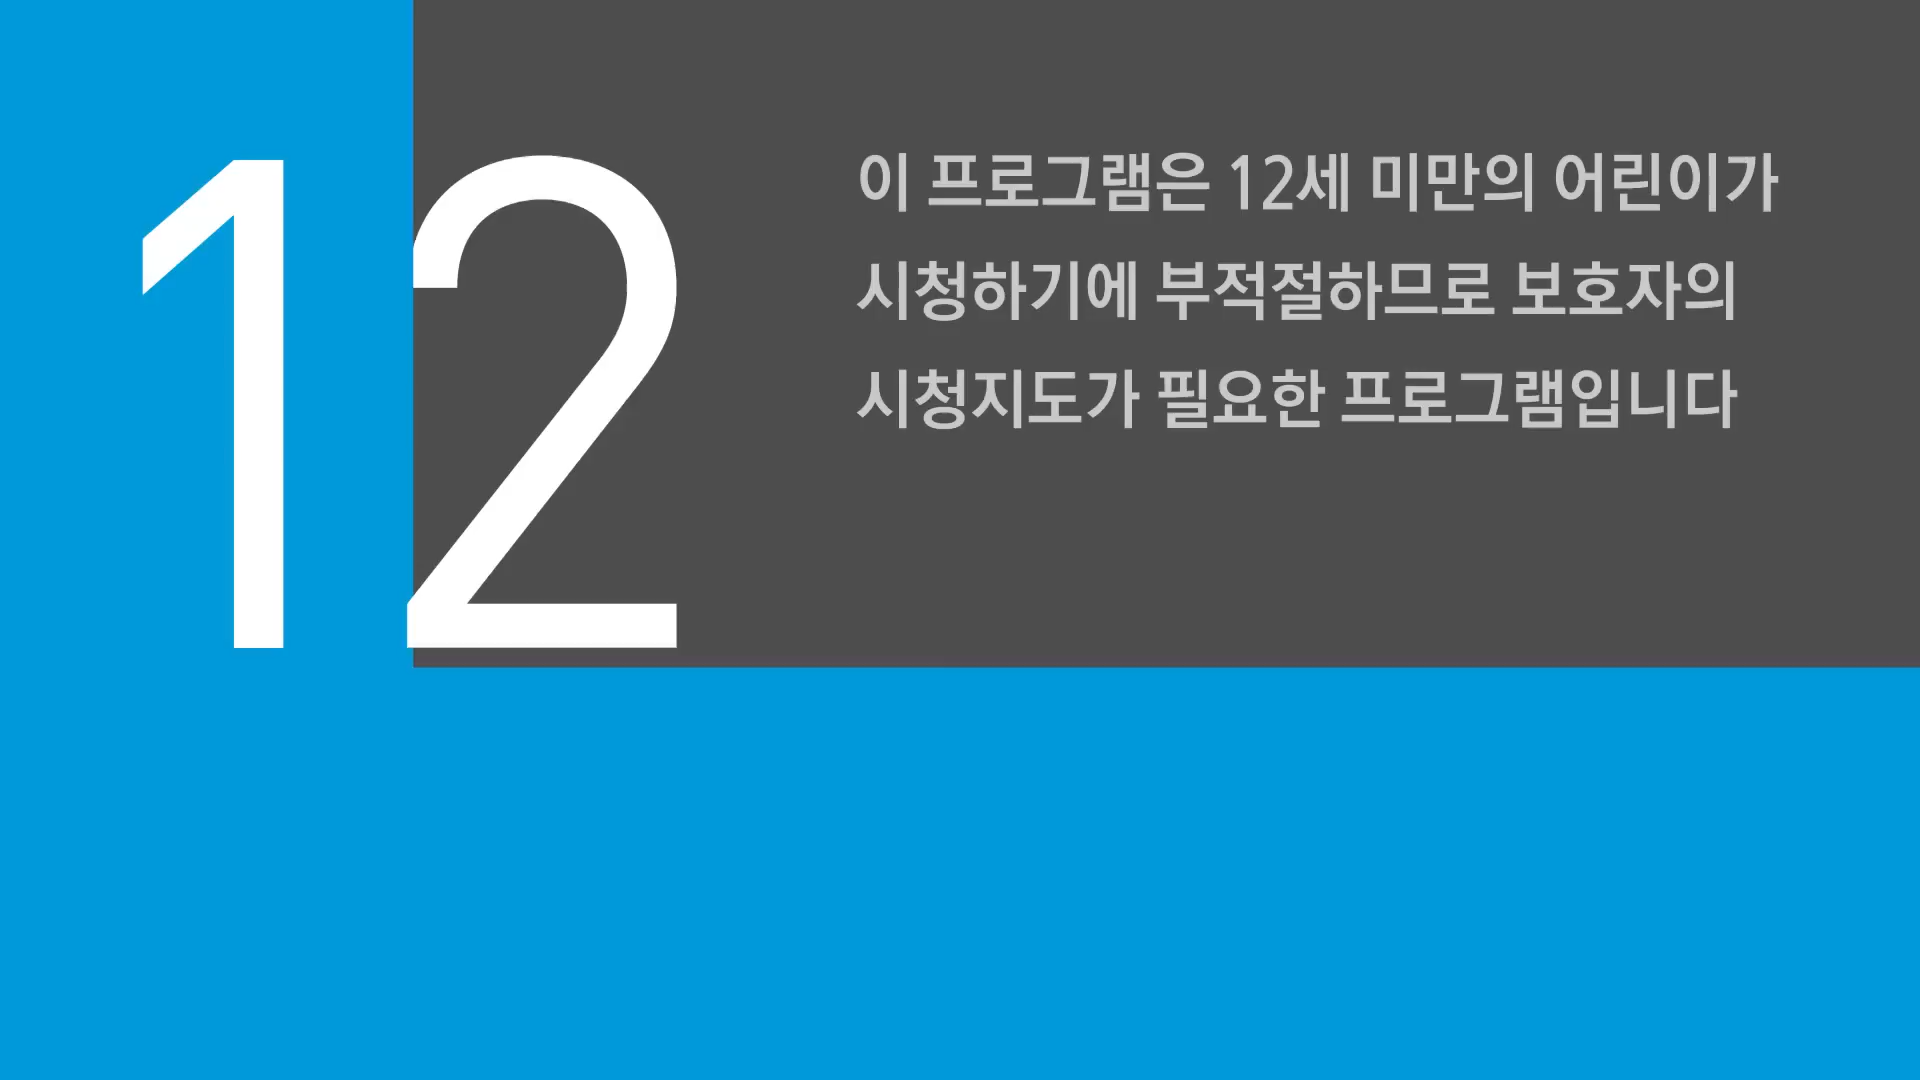 12
이 프로그램은 12세 미만의 어린이가
시청하기에 부적절하므로 보호자의
시청지도가 필요한 프로그램입니다